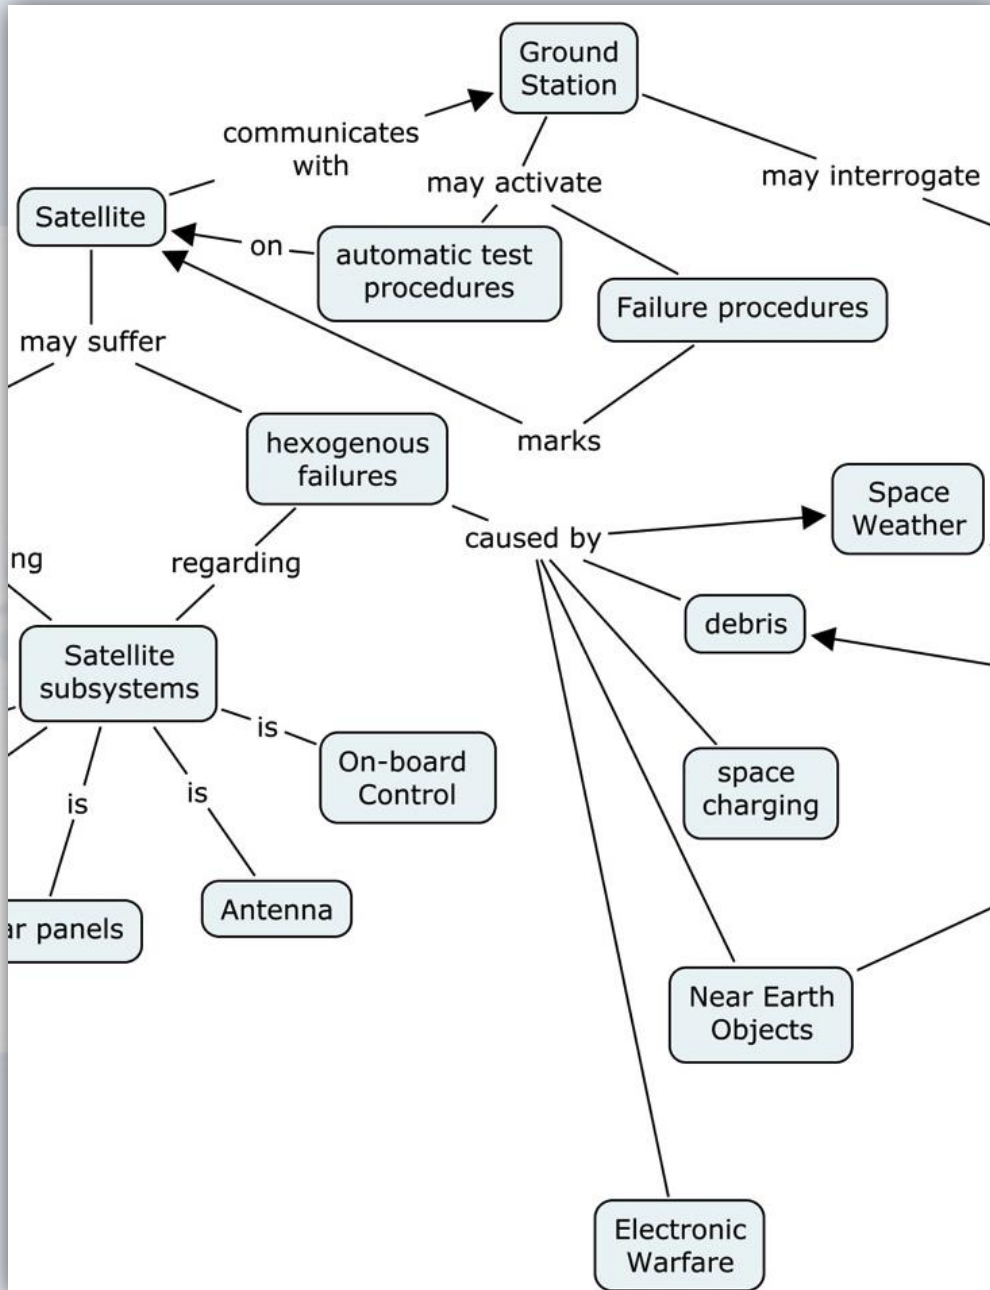 Ground
Station
communicates
with
may activate
may interrogate
Satellite
on
automatic test
procedures
Failure procedures
may suffer
marks
hexogenous
failures
Space
Weather
caused by
ng
regarding
debris
Satellite
subsystems
is
On-board
Control
space
charging
is
is
Antenna
ar panels
Near Earth
Objects
Electronic
Warfare